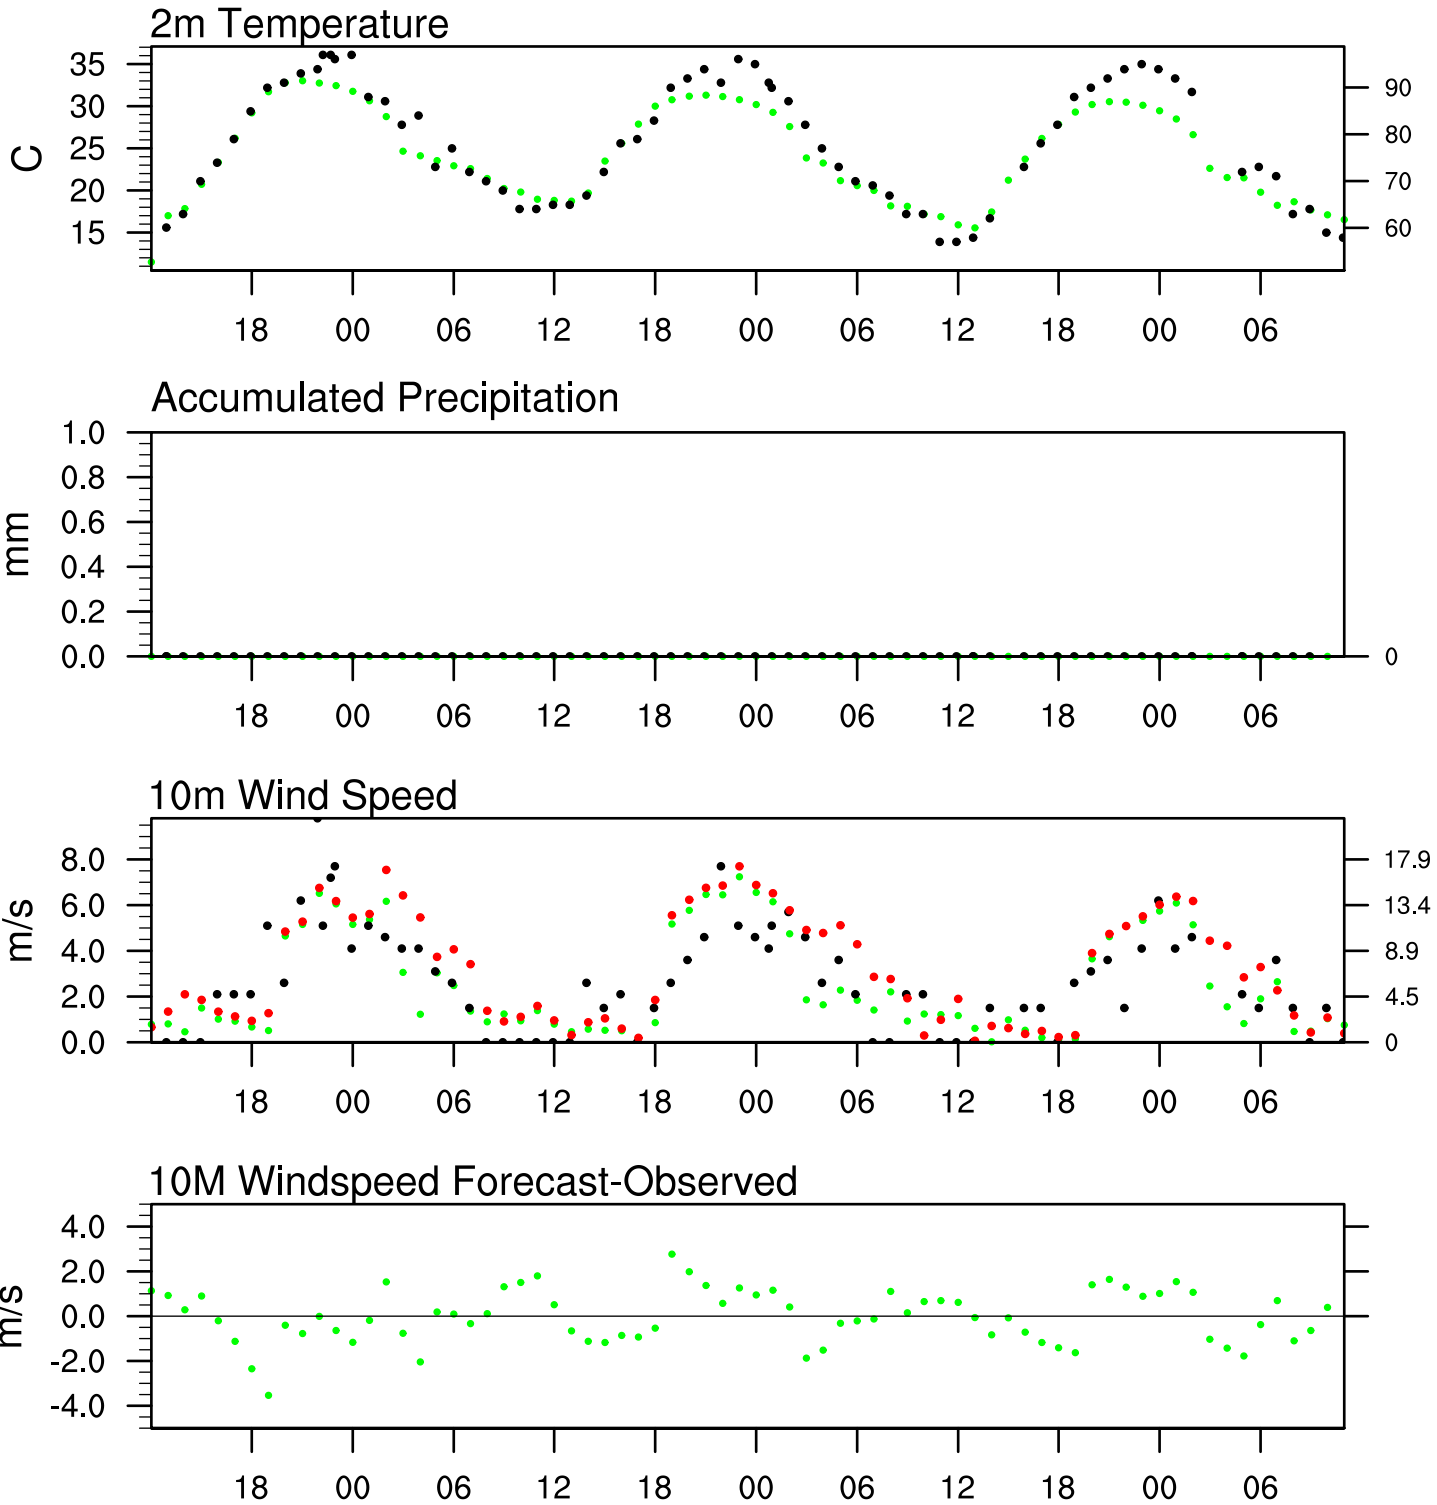 2m Temperature
35
30
25
20
15
C
90
80
70
60
18 00 06 12 18 00 06 12 18 00 06
Accumulated Precipitation
1.0
0.8
0.6
0.4
0.2
0.0
mm
0
18 00 06 12 18 00 06 12 18 00 06
10m Wind Speed
8.0
6.0
4.0
2.0
0.0
m/s
17.9
13.4
8.9
4.5
0
18 00 06 12 18 00 06 12 18 00 06
10M Windspeed Forecast-Observed
4.0
2.0
0.0
-2.0
-4.0
m/s
18 00 06 12 18 00 06 12 18 00 06